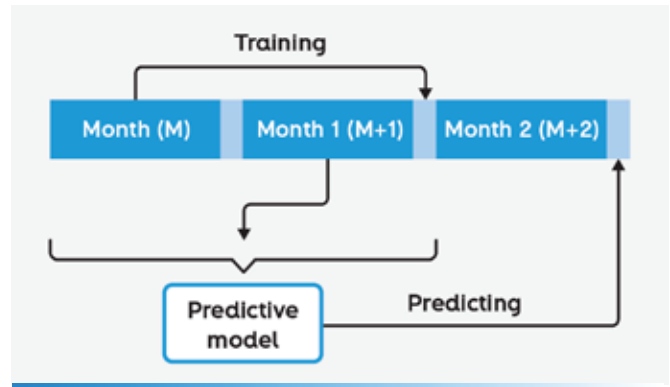 Training
Month (M)
Month 1 (M+1)
Month 2 (M+2)
Predictive
model
Predicting